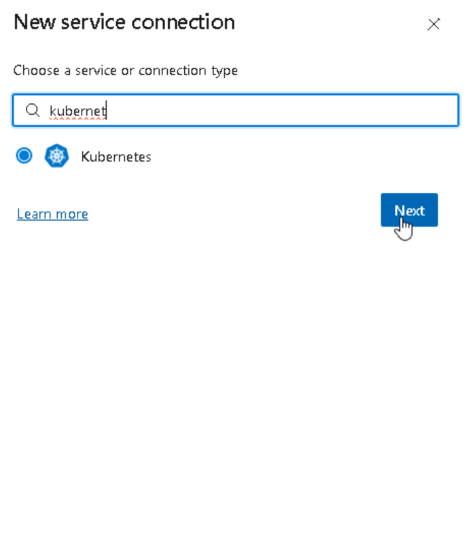 New service connection
Choose a service or connection type
kubernet
Kubernetes
Learn more
Next